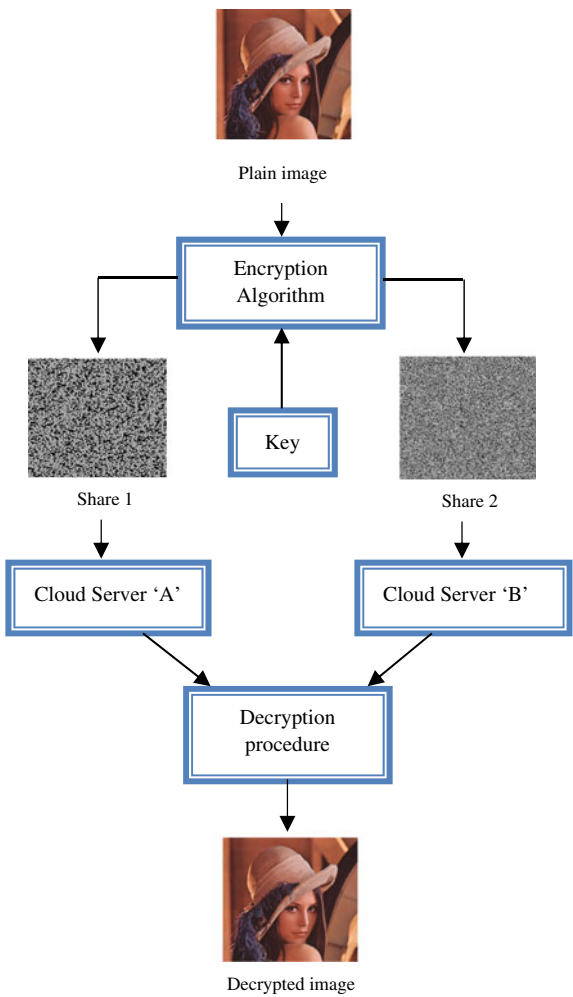 Plain image
Encryption
Algorithm
Key
Share 1
Share 2
Cloud Server ‘A’
Cloud Server ‘B’
Decryption
procedure
Decrypted image